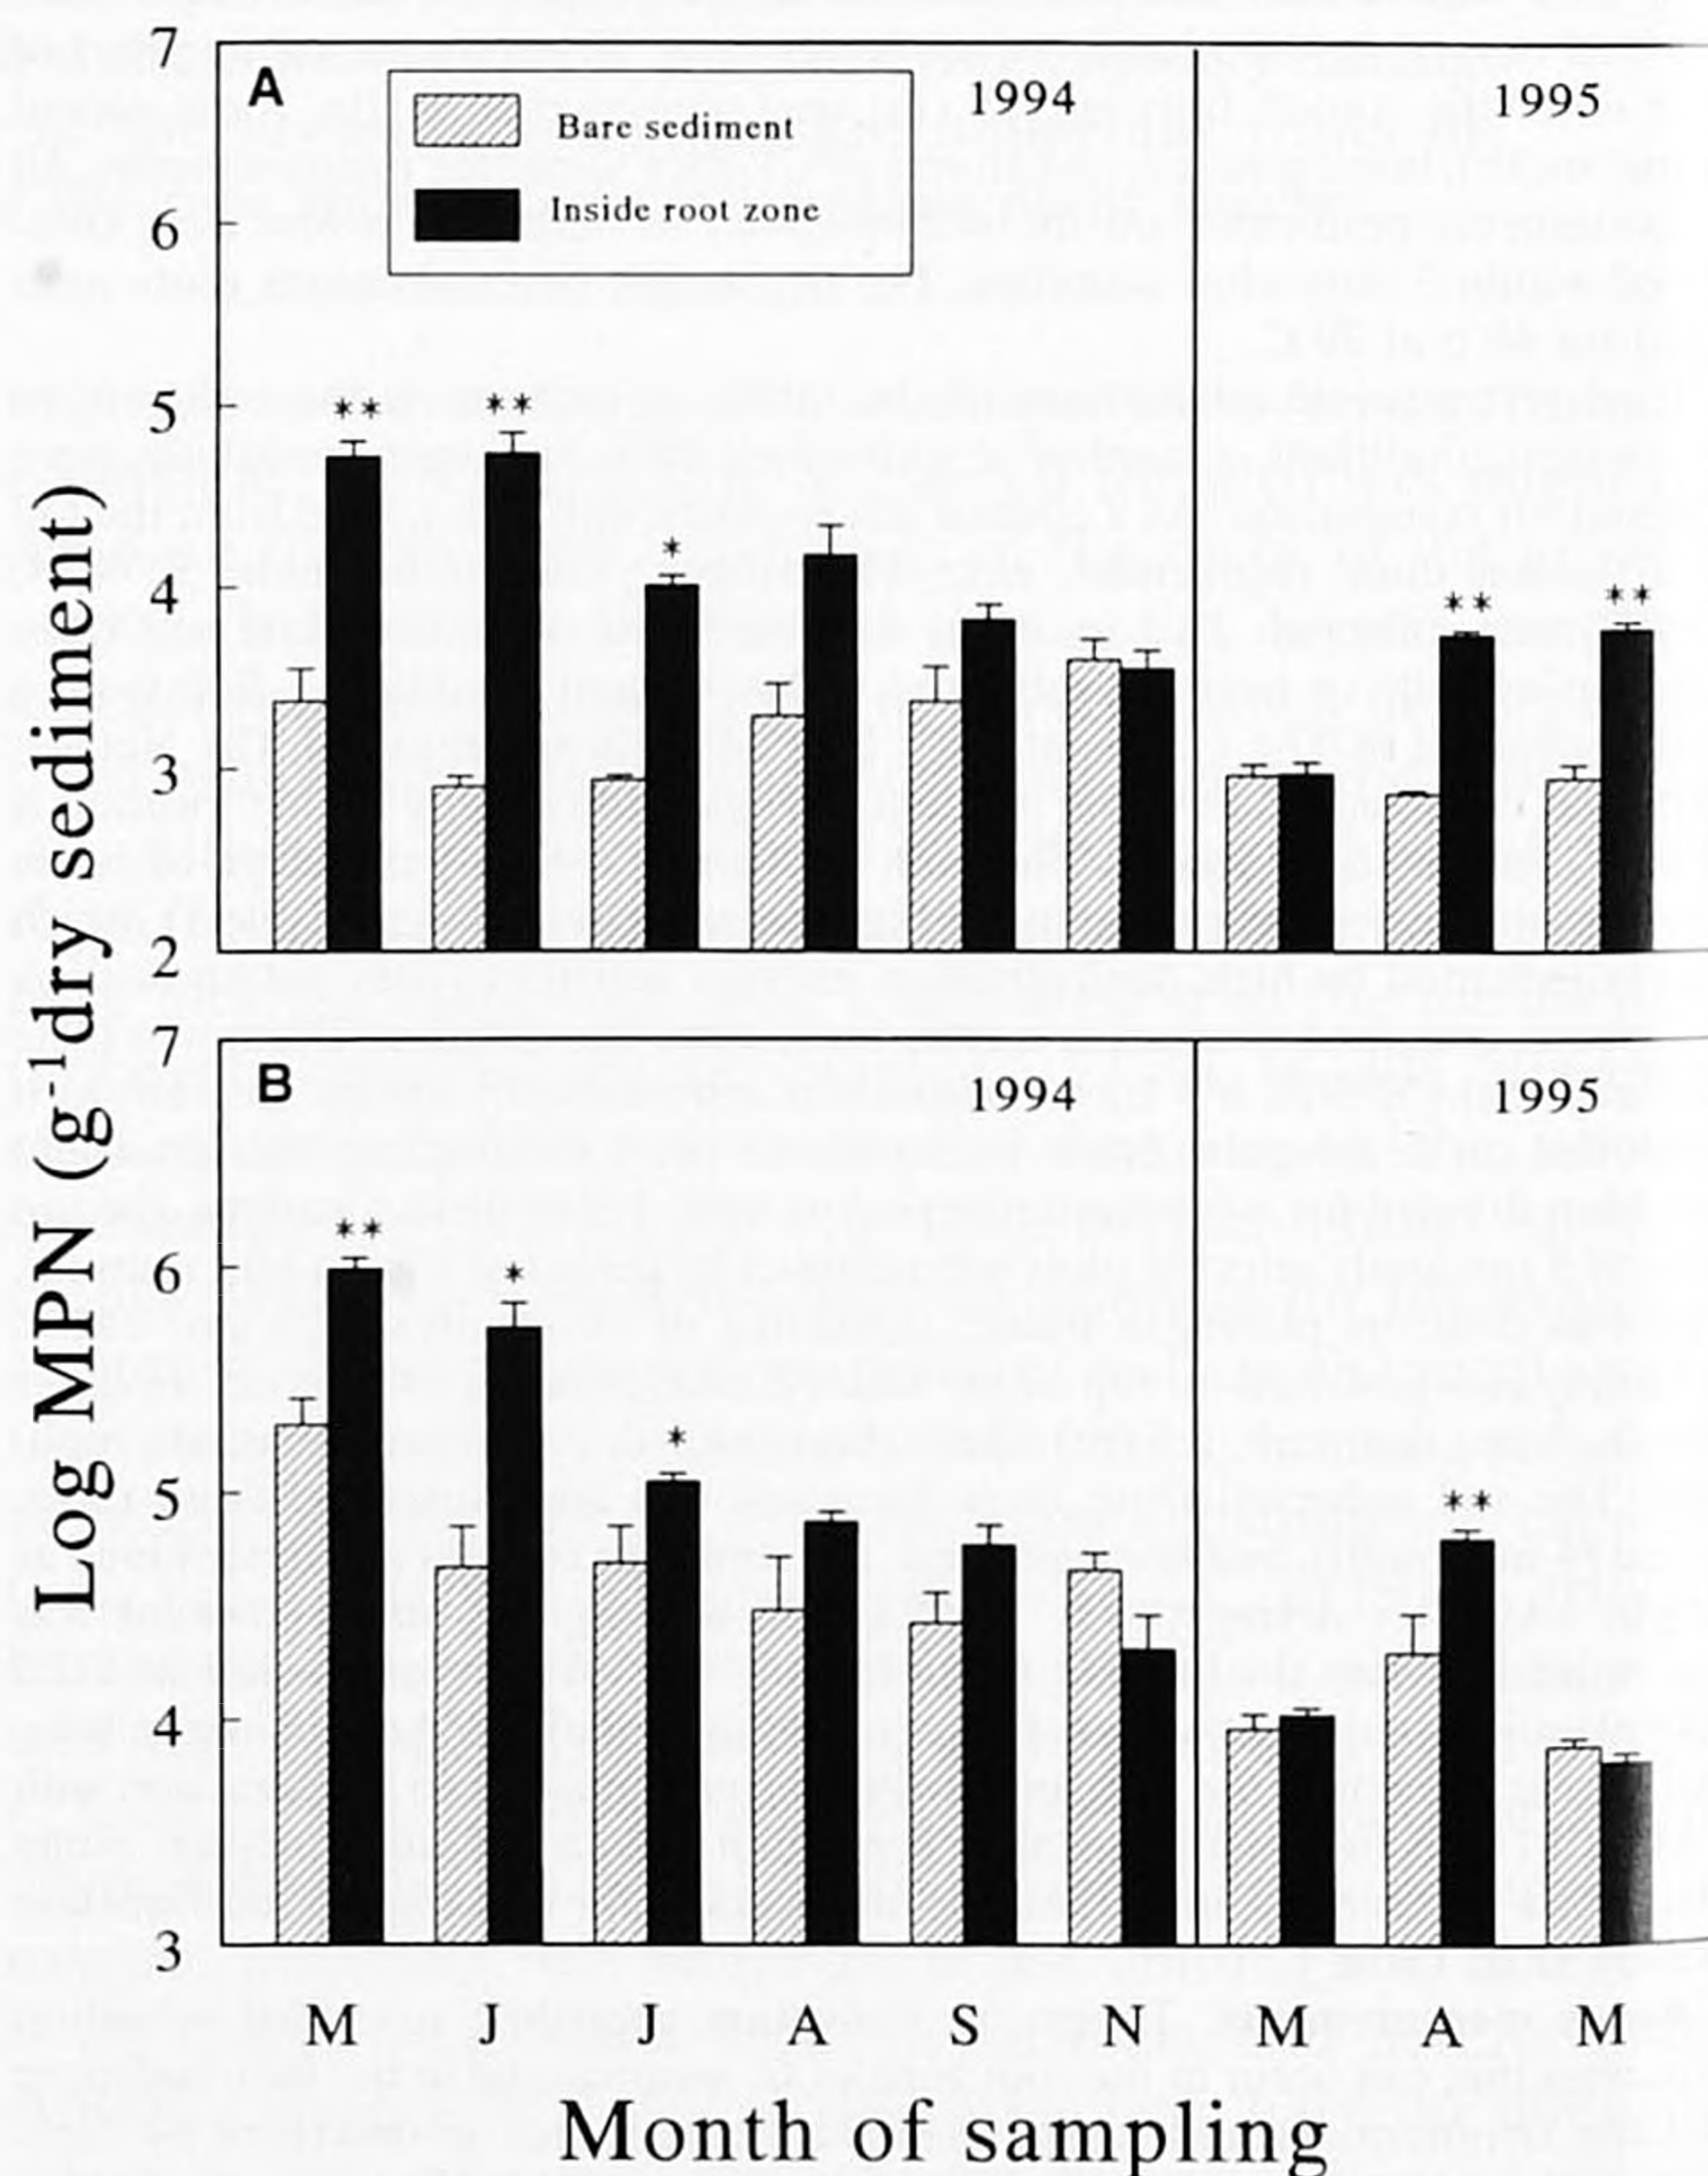 A
1994
1995
Bare sediment
Inside root zone
7
6
5
4
3
2
** ** * ** **
B
1994
1995
7
6
5
4
3
** * * **
Log MPN (g-1dry sediment)
M J J A S N M A M
Month of sampling